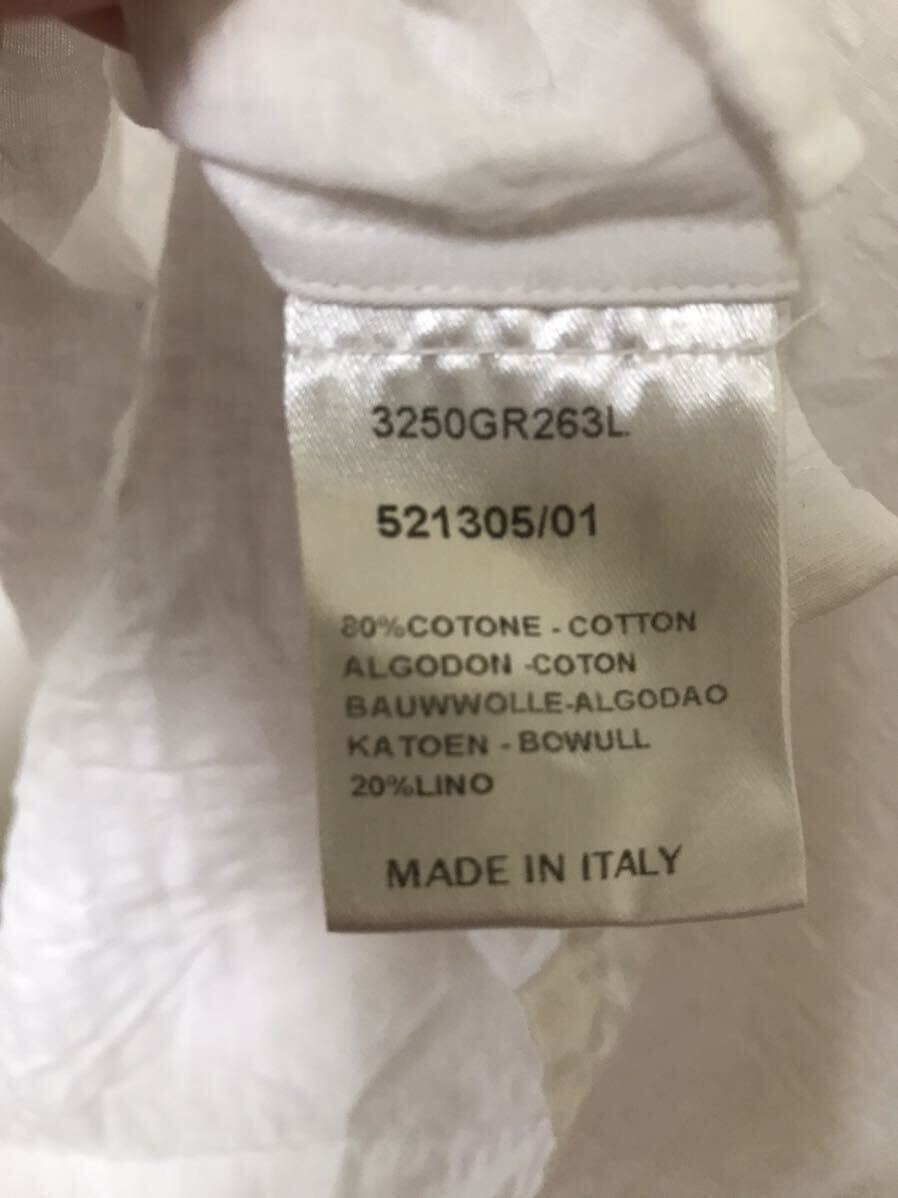 3250GR263L
521305/01
80%COTONE - COTTON
ALGODON -COTON
BAUWWOLLE-ALGODAO
KATOEN - BOWULL
20%LINO
MADE IN ITALY